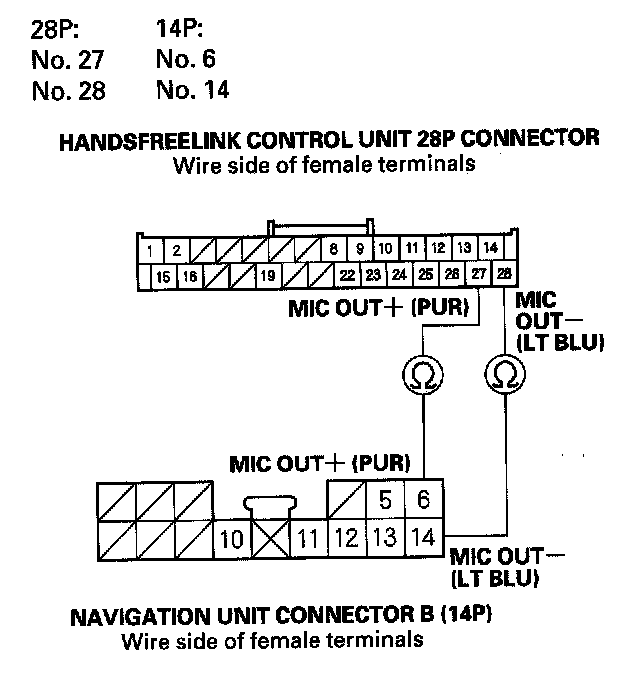 28P: 14P:
No. 27 No. 6
No. 28 No. 14
HANDSFREELINK CONTROL UNIT 28P CONNECTOR
Wire side of female terminals
1 2 8 9 10 11 12 13 14
15 16 19 22 23 24 25 26 27 28
MIC OUT+ (PUR)
MIC
OUT−
(LT BLU)
Ω Ω
MIC OUT+ (PUR)
5 6
10 11 12 13 14
MIC OUT−
(LT BLU)
NAVIGATION UNIT CONNECTOR B (14P)
Wire side of female terminals